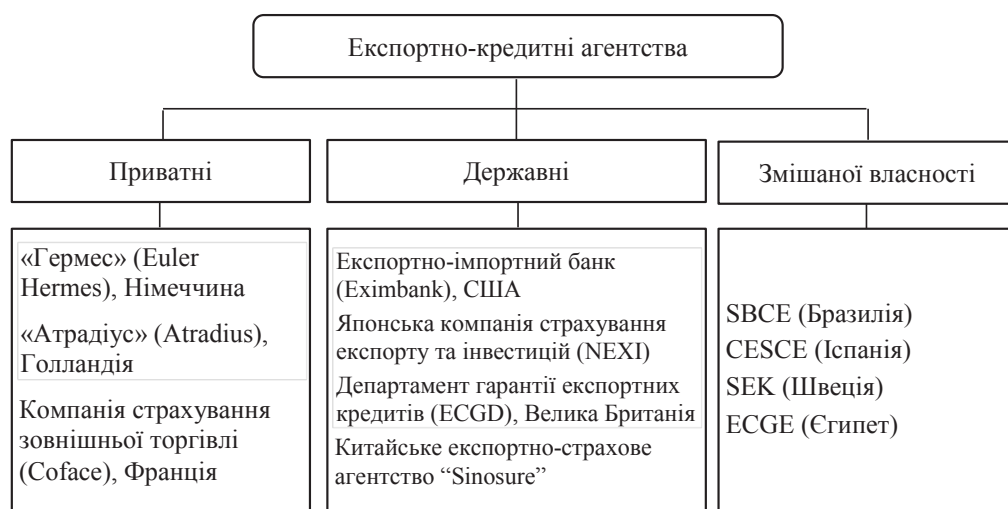 Експортно-кредитні агентства
Приватні
Державні
Змішаної власності
«Гермес» (Euler
Hermes), Німеччина
«Атрадіус» (Atradius),
Голландія
Компанія страхування
зовнішньої торгівлі
(Coface), Франція
Експортно-імпортний банк
(Eximbank), США
Японська компанія страхування
експорту та інвестицій (NEXI)
Департамент гарантії експортних
кредитів (ECGD), Велика Британія
Китайське експортно-страхове
агентство “Sinosure”
SBCE (Бразилія)
CESCE (Іспанія)
SEK (Швеція)
ECGE (Єгипет)